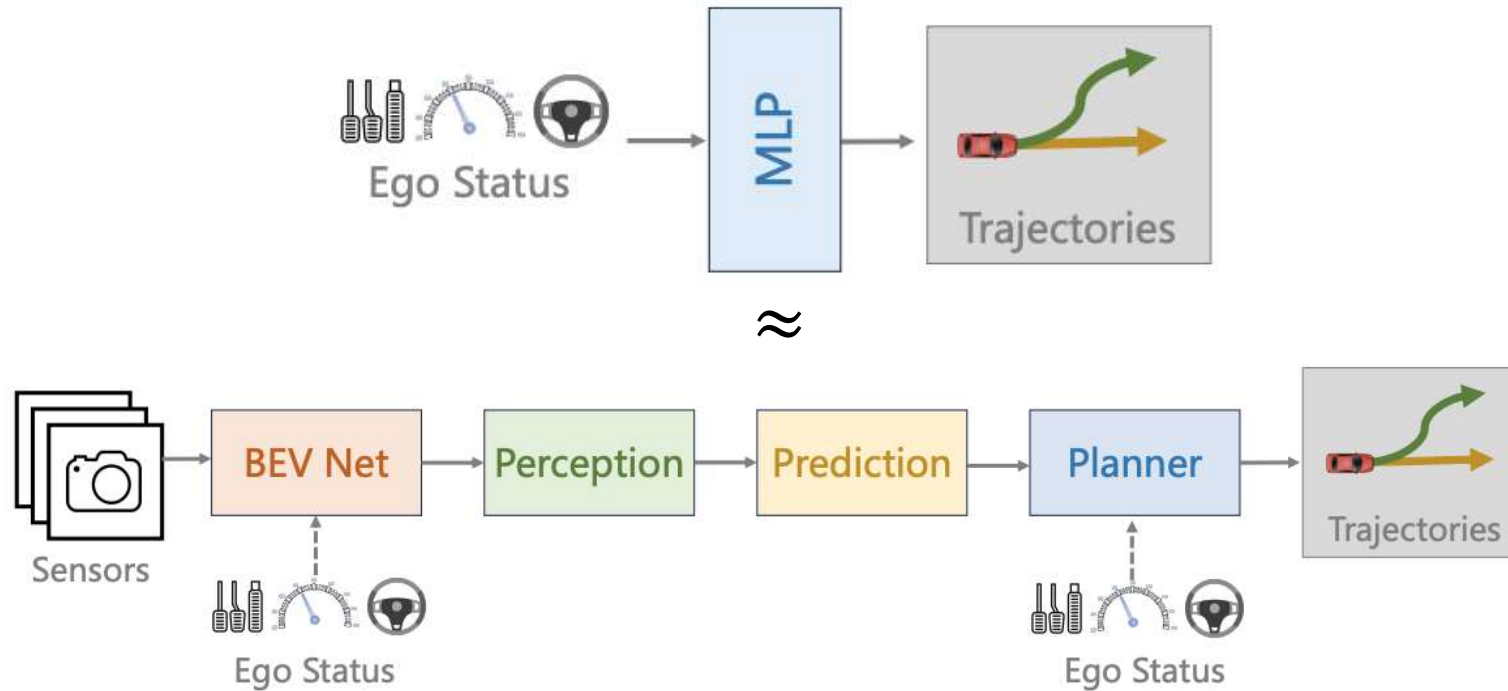 Ego Status
MLP
Trajectories
≈
Sensors
BEV Net
Perception
Prediction
Planner
Trajectories
Ego Status
Ego Status